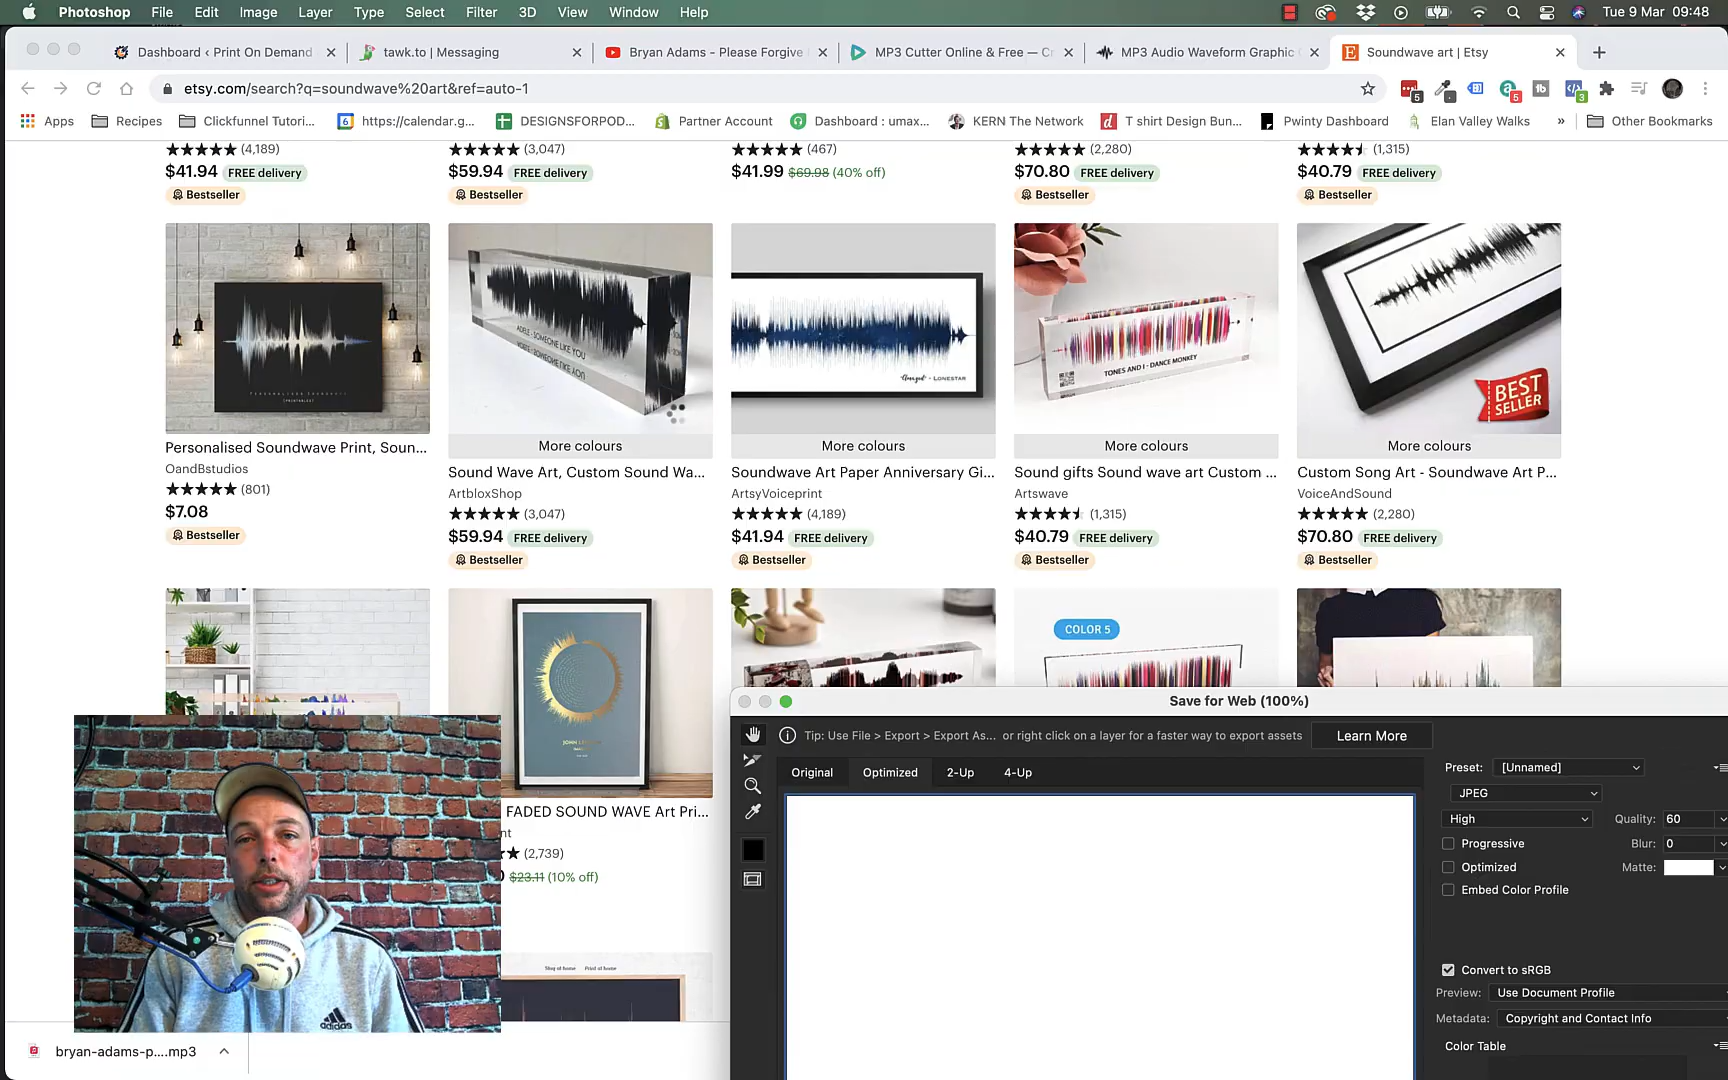 Photoshop File Edit Image Layer Type Select Filter 3D View Window Help Tue 9 Mar 09:48
Dashboard ‹ Print On Demand
tawk.to | Messaging
Bryan Adams - Please Forgive
MP3 Cutter Online & Free — Cr
MP3 Audio Waveform Graphic
Soundwave art | Etsy
etsy.com/search?q=soundwave%20art&ref=auto-1
Apps Recipes Clickfunnel Tutori... https://calendar.g... DESIGNSFORPOD... Partner Account Dashboard : umax... KERN The Network T shirt Design Bun... Pwinty Dashboard Elan Valley Walks » Other Bookmarks
(4,189) (3,047) (467) (2,280) (1,315)
$41.94 FREE delivery $59.94 FREE delivery $41.99 $69.98 (40% off) $70.80 FREE delivery $40.79 FREE delivery
Bestseller Bestseller Bestseller Bestseller
ADELE - SOMEONE LIKE YOU
TONES AND I - DANCE MONKEY
- LONESTAR
BEST
SELLER
More colours More colours More colours More colours
Personalised Soundwave Print, Soun...
OandBstudios
(801)
$7.08
Bestseller
Sound Wave Art, Custom Sound Wa...
ArtbloxShop
(3,047)
$59.94 FREE delivery
Bestseller
Soundwave Art Paper Anniversary Gi...
ArtsyVoiceprint
(4,189)
$41.94 FREE delivery
Bestseller
Sound gifts Sound wave art Custom ...
Artswave
(1,315)
$40.79 FREE delivery
Bestseller
Custom Song Art - Soundwave Art P...
VoiceAndSound
(2,280)
$70.80 FREE delivery
Bestseller
COLOR 5
FADED SOUND WAVE Art Pri...
nt
(2,739)
$23.11 (10% off)
adidas
bryan-adams-p....mp3
Save for Web (100%)
Tip: Use File > Export > Export As... or right click on a layer for a faster way to export assets
Learn More
Original Optimized 2-Up 4-Up
Preset: [Unnamed]
JPEG
High Quality: 60
Progressive Blur: 0
Optimized Matte:
Embed Color Profile
Convert to sRGB
Preview: Use Document Profile
Metadata: Copyright and Contact Info
Color Table